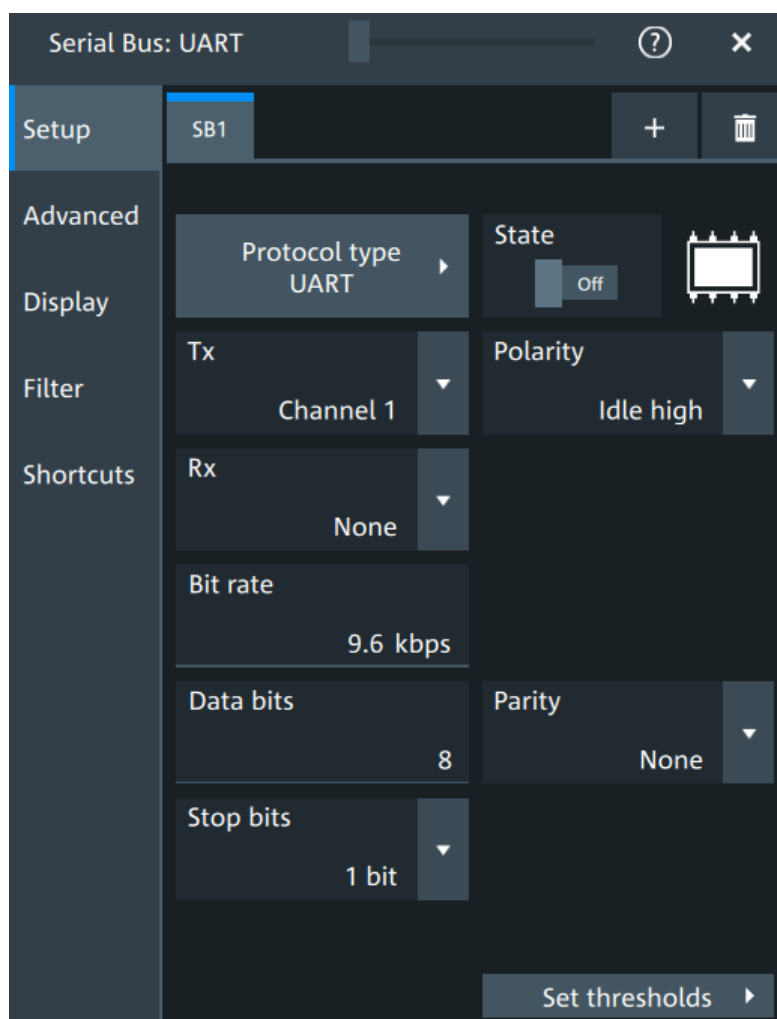 Serial Bus: UART
?
Setup
SB1
+
Advanced
Protocol type
UART
State
Off
Display
Tx
Channel 1
Polarity
Idle high
Filter
Rx
None
Shortcuts
Bit rate
9.6 kbps
Data bits
8
Parity
None
Stop bits
1 bit
Set thresholds